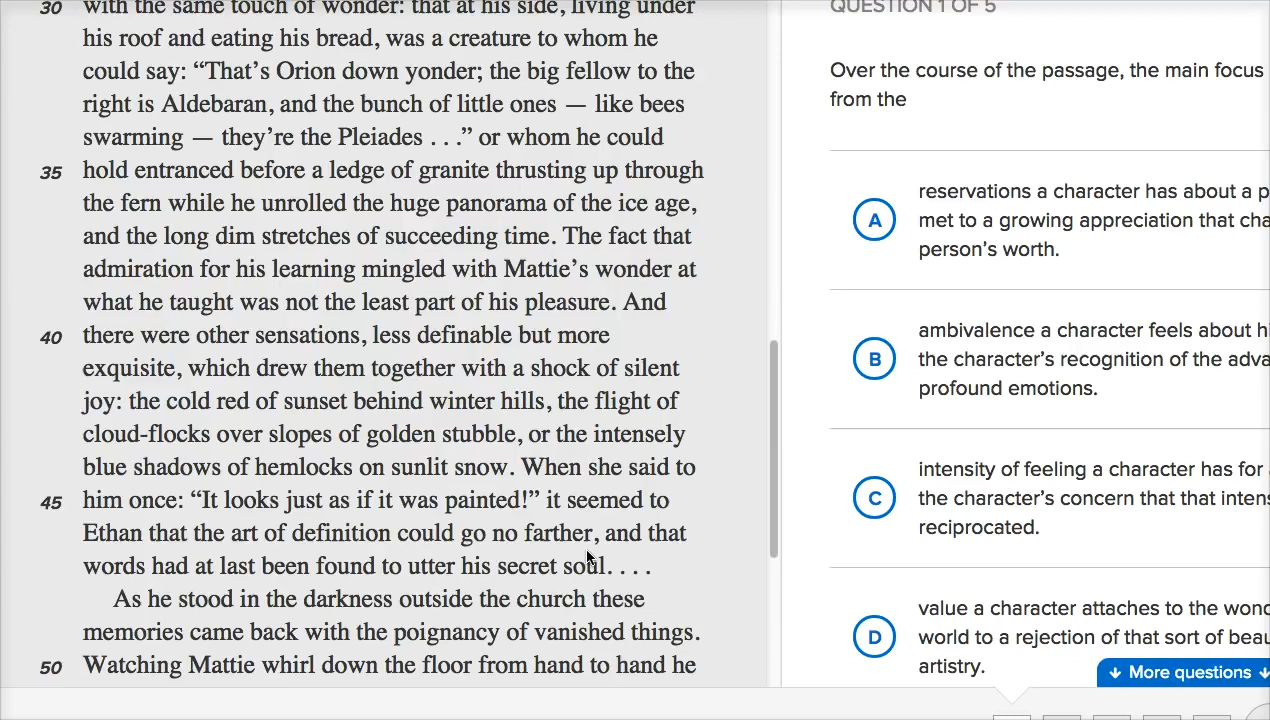 30 with the same touch of wonder: that at his side, living under
his roof and eating his bread, was a creature to whom he
could say: “That’s Orion down yonder; the big fellow to the
right is Aldebaran, and the bunch of little ones — like bees
swarming — they’re the Pleiades . . .” or whom he could
35 hold entranced before a ledge of granite thrusting up through
the fern while he unrolled the huge panorama of the ice age,
and the long dim stretches of succeeding time. The fact that
admiration for his learning mingled with Mattie’s wonder at
what he taught was not the least part of his pleasure. And
40 there were other sensations, less definable but more
exquisite, which drew them together with a shock of silent
joy: the cold red of sunset behind winter hills, the flight of
cloud-flocks over slopes of golden stubble, or the intensely
blue shadows of hemlocks on sunlit snow. When she said to
45 him once: “It looks just as if it was painted!” it seemed to
Ethan that the art of definition could go no farther, and that
words had at last been found to utter his secret soul. . . .
As he stood in the darkness outside the church these
memories came back with the poignancy of vanished things.
50 Watching Mattie whirl down the floor from hand to hand he
QUESTION 1 OF 5
Over the course of the passage, the main focus
from the
A
reservations a character has about a p
met to a growing appreciation that cha
person’s worth.
B
ambivalence a character feels about hi
the character’s recognition of the adva
profound emotions.
C
intensity of feeling a character has for
the character’s concern that that intens
reciprocated.
D
value a character attaches to the wond
world to a rejection of that sort of beau
artistry.
More questions